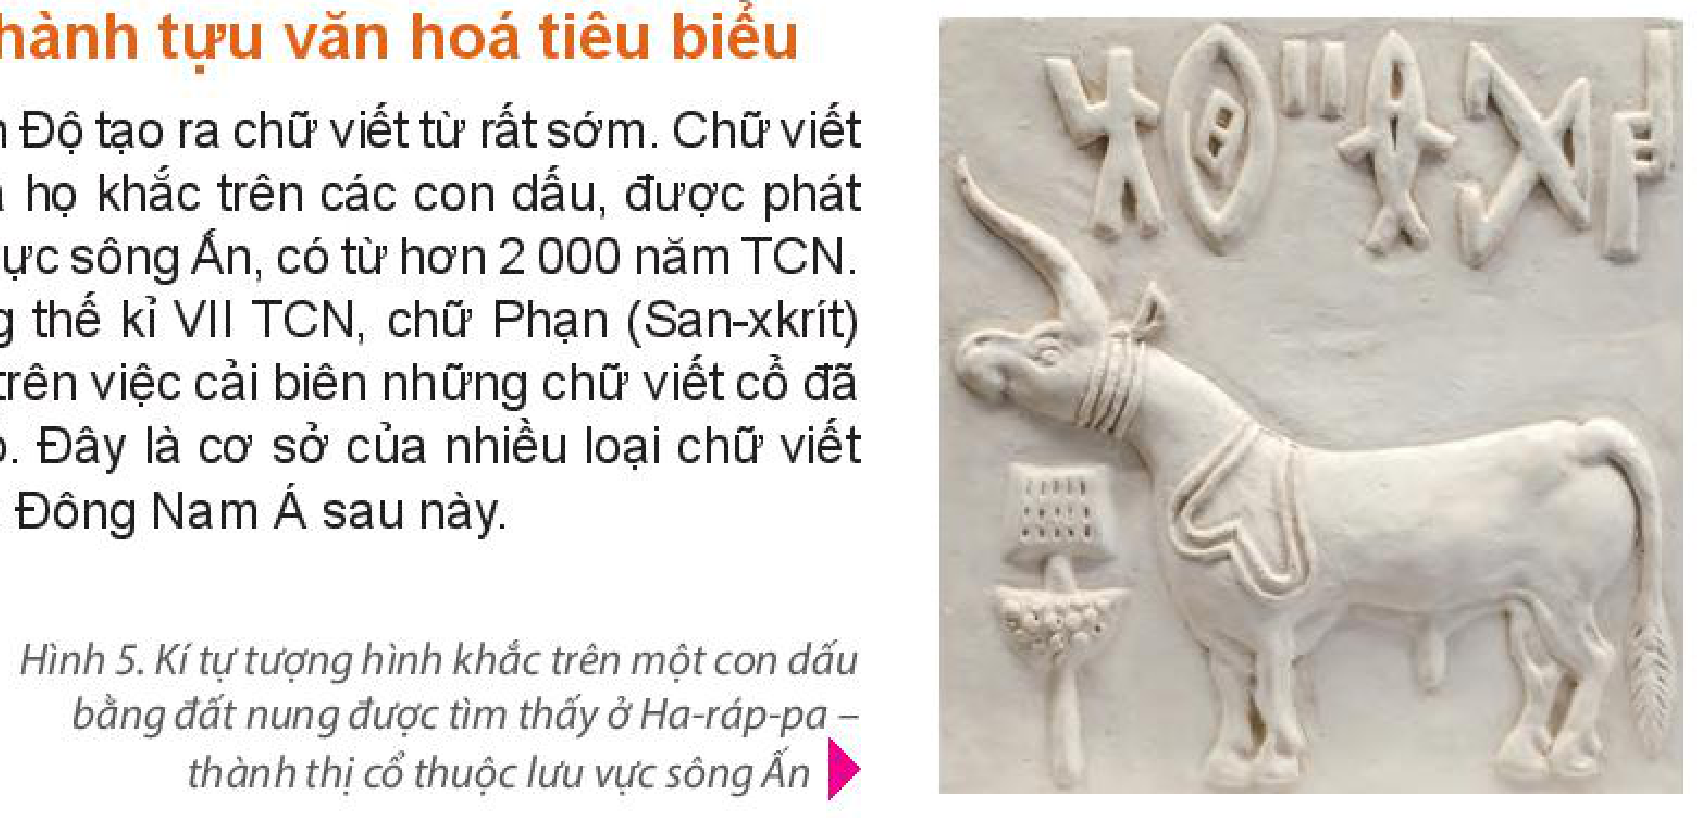 hành tựu văn hoá tiêu biểu
Độ tạo ra chữ viết từ rất sớm. Chữ viết
họ khắc trên các con dấu, được phát
ực sông Ấn, có từ hơn 2 000 năm TCN.
thế kỉ VII TCN, chữ Phạn (San-xkrít)
trên việc cải biên những chữ viết cổ đã
Đây là cơ sở của nhiều loại chữ viết
Đông Nam Á sau này.
Hình 5. Kí tự tượng hình khắc trên một con dấu
bằng đất nung được tìm thấy ở Ha-ráp-pa –
thành thị cổ thuộc lưu vực sông Ấn